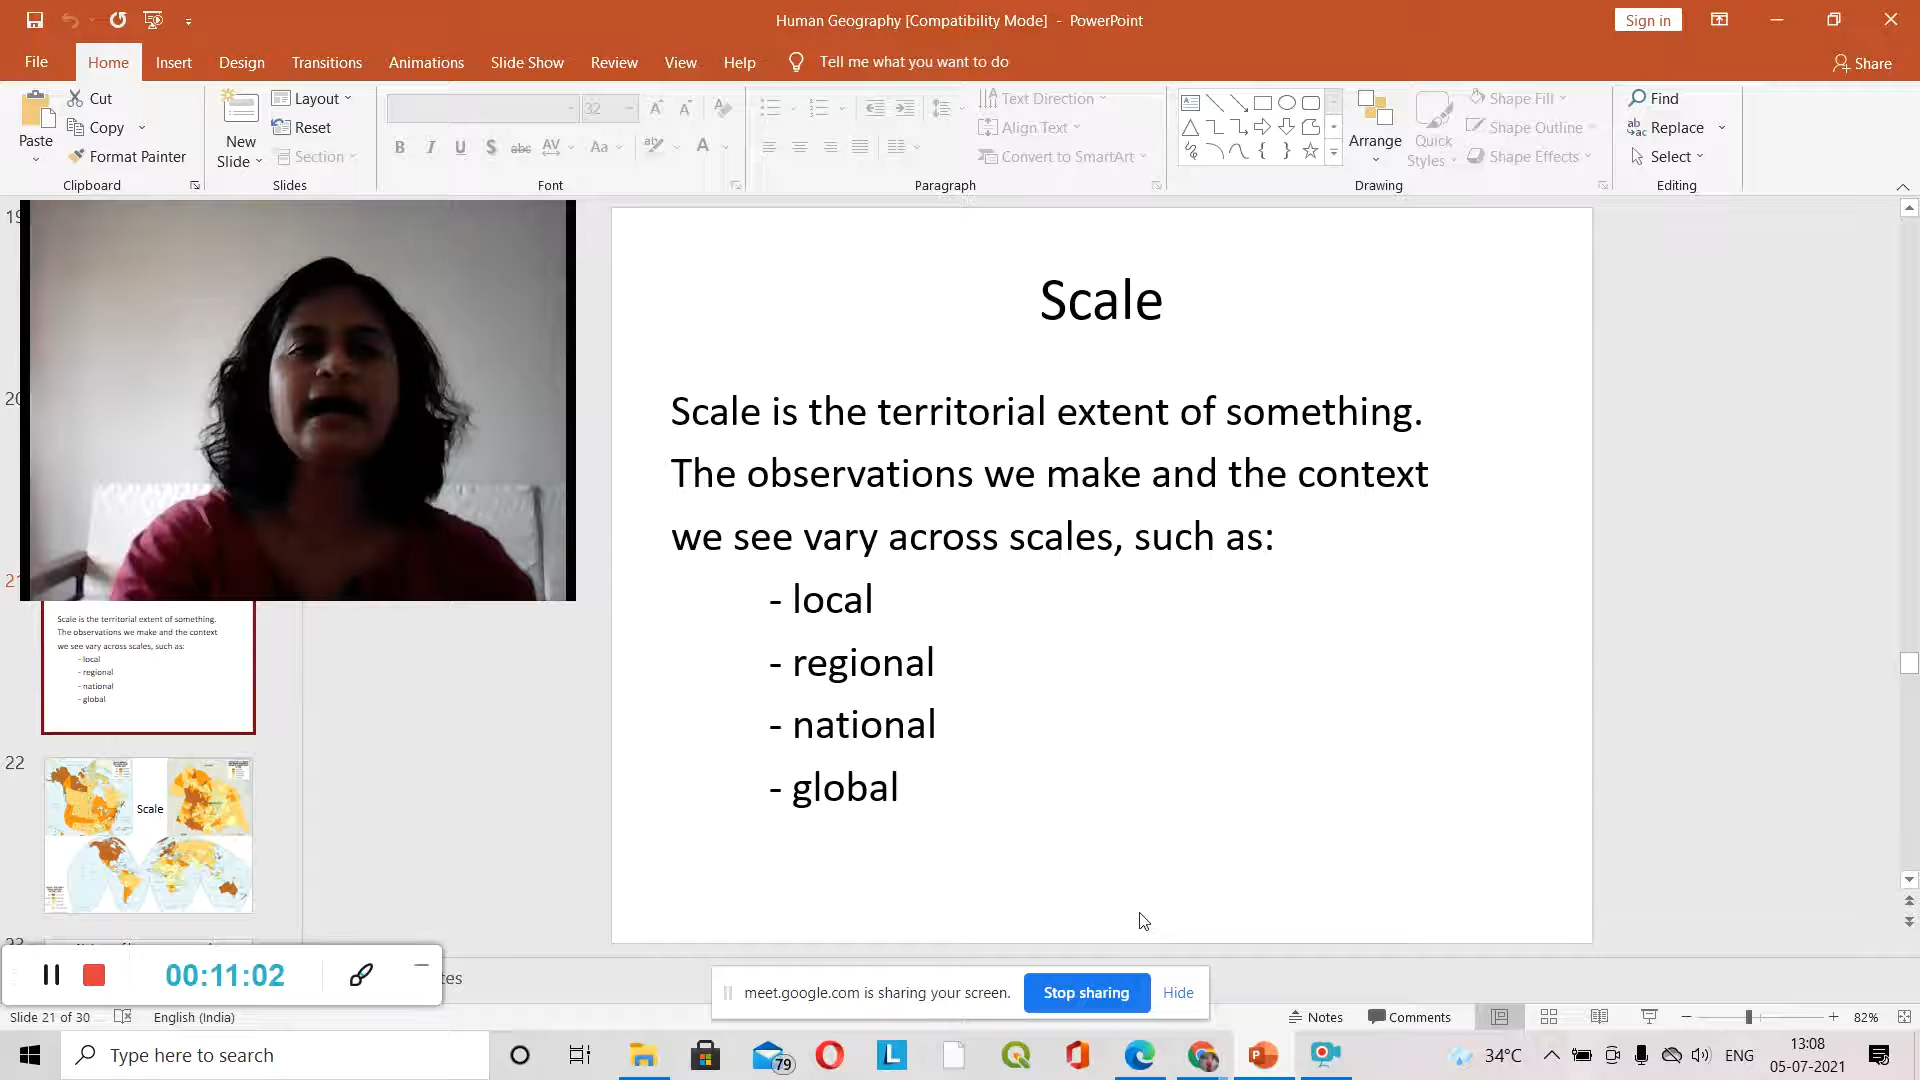 Human Geography [Compatibility Mode] - PowerPoint
Sign in
File Home Insert Design Transitions Animations Slide Show Review View Help Tell me what you want to do
Share
Paste
Cut
Copy
Format Painter
Clipboard
New
Slide
Layout
Reset
Section
Slides
32
B I U S abc AV Aa A
Font
Text Direction
Align Text
Convert to SmartArt
Paragraph
Arrange
Quick
Styles
Shape Fill
Shape Outline
Shape Effects
Drawing
Find
Replace
Select
Editing
20
Scale is the territorial extent of something.
The observations we make and the context
we see vary across scales, such as:
- local
- regional
- national
- global
22
Scale
Scale
Scale is the territorial extent of something.
The observations we make and the context
we see vary across scales, such as:
- local
- regional
- national
- global
00:11:02
tes
meet.google.com is sharing your screen.
Stop sharing
Hide
Slide 21 of 30
English (India)
Notes
Comments
82%
Type here to search
79
L
34°C
ENG
13:08
05-07-2021